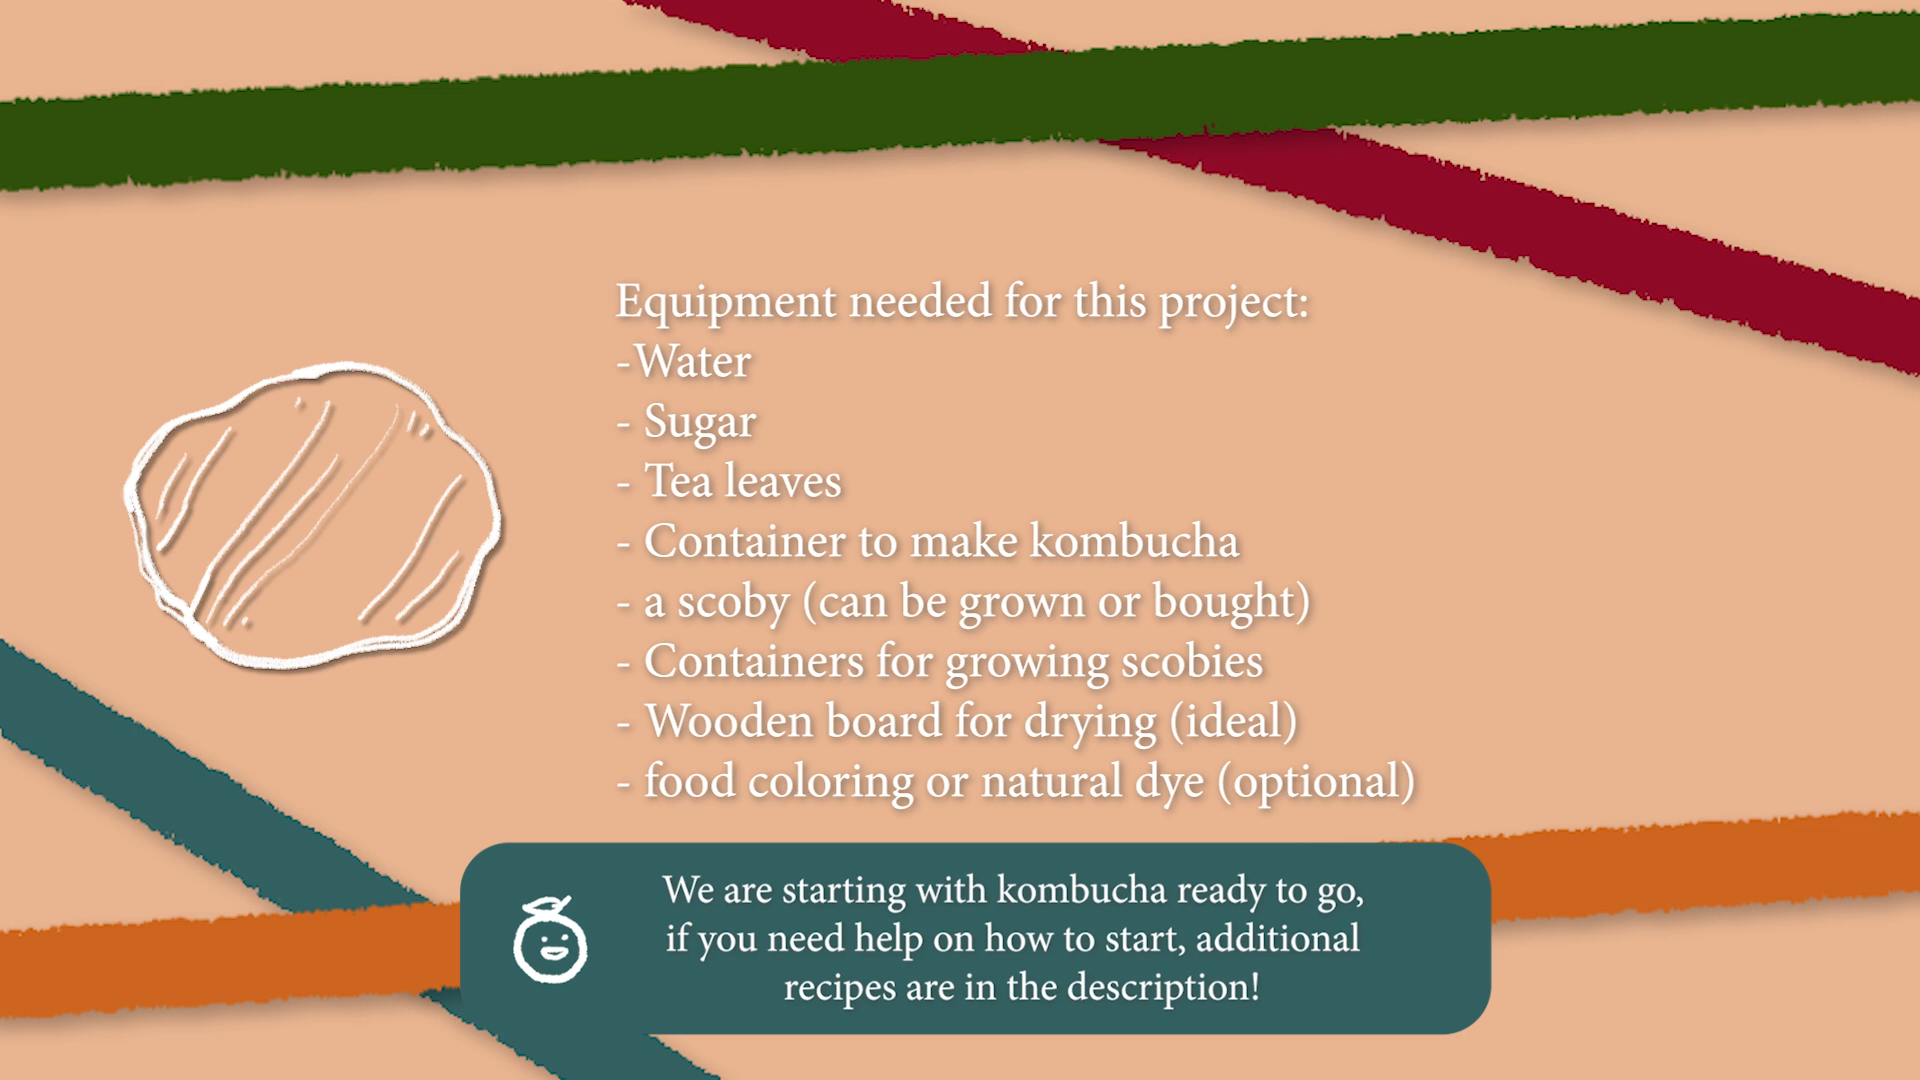 Equipment needed for this project:
-Water
- Sugar
- Tea leaves
- Container to make kombucha
- a scoby (can be grown or bought)
- Containers for growing scobies
- Wooden board for drying (ideal)
- food coloring or natural dye (optional)
We are starting with kombucha ready to go,
if you need help on how to start, additional
recipes are in the description!